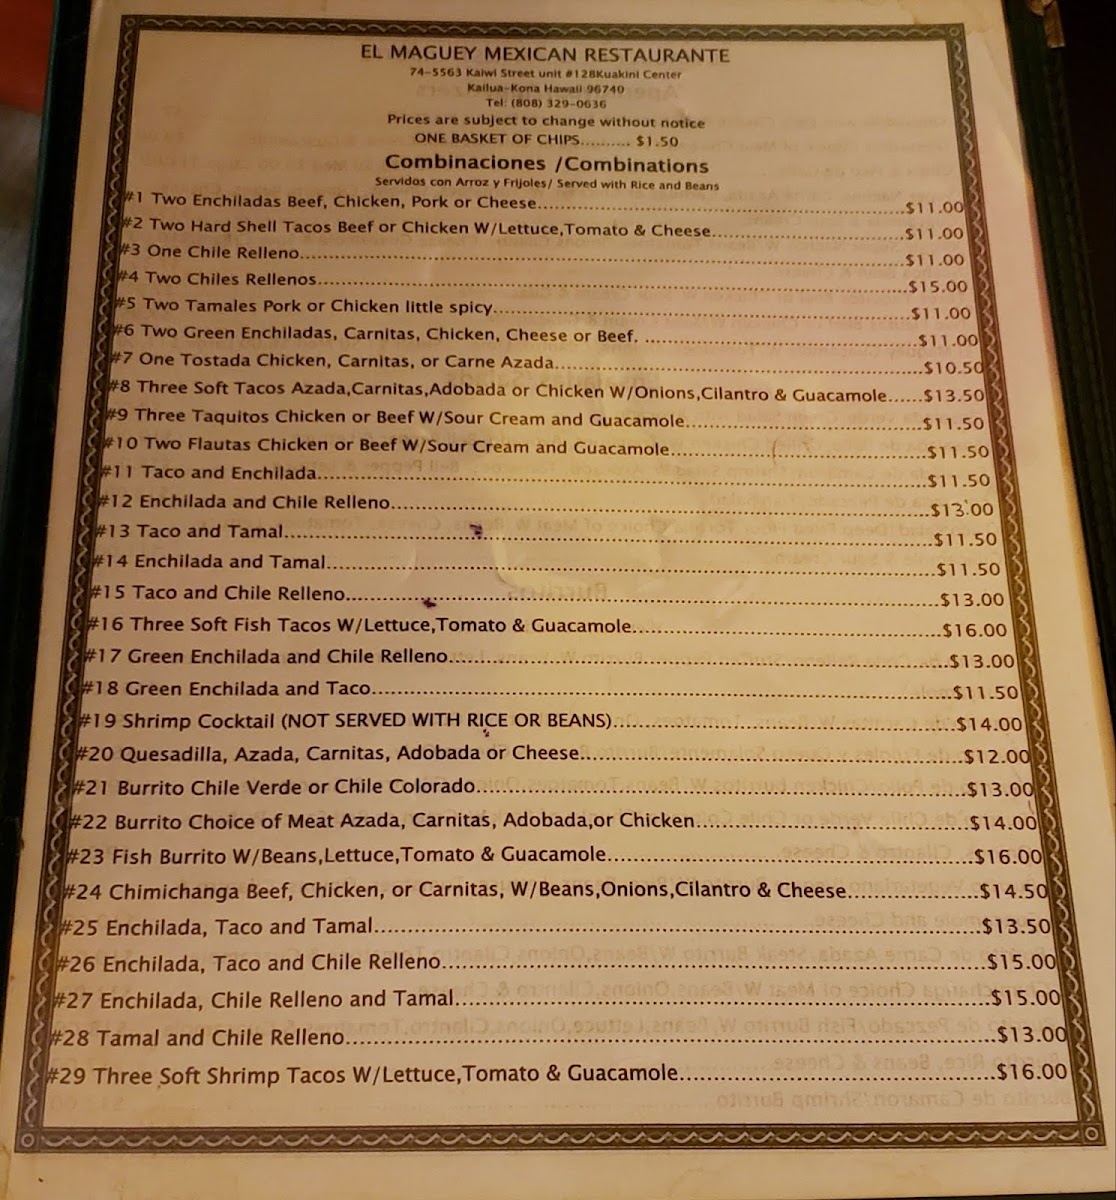 EL MAGUEY MEXICAN RESTAURANTE
74-5563 Kaiwi Street unit #128Kuakini Center
Kailua-Kona Hawaii 96740
Tel: (808) 329-0636
Prices are subject to change without notice
ONE BASKET OF CHIPS.......... $1.50
Combinaciones /Combinations
Servidos con Arroz y Frijoles/ Served with Rice and Beans
#1 Two Enchiladas Beef, Chicken, Pork or Cheese..........$11.00
#2 Two Hard Shell Tacos Beef or Chicken W/Lettuce,Tomato & Cheese..........$11.00
#3 One Chile Relleno..........$11.00
#4 Two Chiles Rellenos..........$15.00
#5 Two Tamales Pork or Chicken little spicy..........$11.00
#6 Two Green Enchiladas, Carnitas, Chicken, Cheese or Beef. ..........$11.00
#7 One Tostada Chicken, Carnitas, or Carne Azada..........$10.50
#8 Three Soft Tacos Azada,Carnitas,Adobada or Chicken W/Onions,Cilantro & Guacamole......$13.50
#9 Three Taquitos Chicken or Beef W/Sour Cream and Guacamole..........$11.50
#10 Two Flautas Chicken or Beef W/Sour Cream and Guacamole..........$11.50
#11 Taco and Enchilada..........$11.50
#12 Enchilada and Chile Relleno..........$13.00
#13 Taco and Tamal..........$11.50
#14 Enchilada and Tamal..........$11.50
#15 Taco and Chile Relleno..........$13.00
#16 Three Soft Fish Tacos W/Lettuce,Tomato & Guacamole..........$16.00
#17 Green Enchilada and Chile Relleno..........$13.00
#18 Green Enchilada and Taco..........$11.50
#19 Shrimp Cocktail (NOT SERVED WITH RICE OR BEANS)..........$14.00
#20 Quesadilla, Azada, Carnitas, Adobada or Cheese..........$12.00
#21 Burrito Chile Verde or Chile Colorado..........$13.00
#22 Burrito Choice of Meat Azada, Carnitas, Adobada,or Chicken..........$14.00
#23 Fish Burrito W/Beans,Lettuce,Tomato & Guacamole..........$16.00
#24 Chimichanga Beef, Chicken, or Carnitas, W/Beans,Onions,Cilantro & Cheese..........$14.50
#25 Enchilada, Taco and Tamal..........$13.50
#26 Enchilada, Taco and Chile Relleno..........$15.00
#27 Enchilada, Chile Relleno and Tamal..........$15.00
#28 Tamal and Chile Relleno..........$13.00
#29 Three Soft Shrimp Tacos W/Lettuce,Tomato & Guacamole..........$16.00